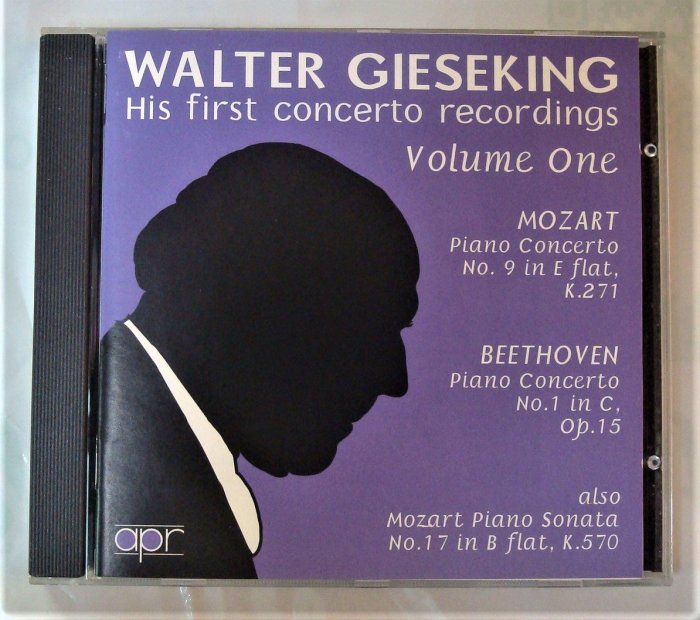 WALTER GIESEKING
His first concerto recordings
Volume One
MOZART
Piano Concerto
No. 9 in E flat,
K.271
BEETHOVEN
Piano Concerto
No.1 in C,
Op.15
also
Mozart Piano Sonata
No.17 in B flat, K.570
apr